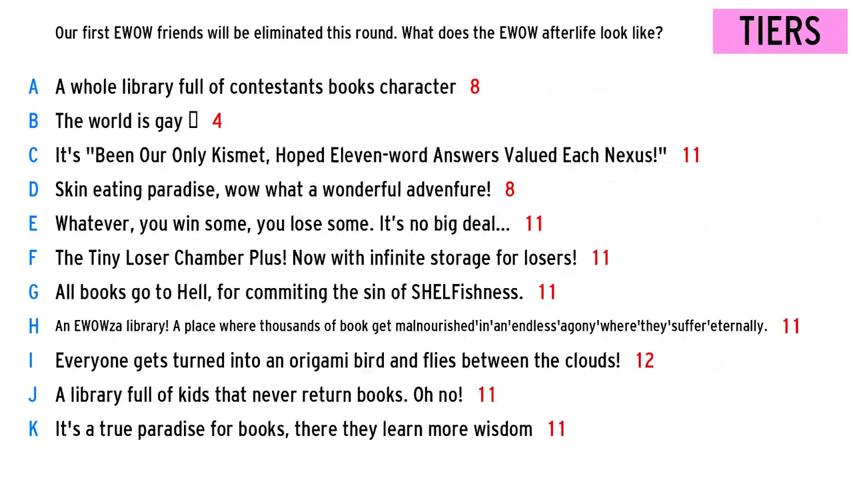 Our first EWOW friends will be eliminated this round. What does the EWOW afterlife look like?
TIERS
A A whole library full of contestants books character 8
B The world is gay ▯ 4
C It's "Been Our Only Kismet, Hoped Eleven-word Answers Valued Each Nexus!" 11
D Skin eating paradise, wow what a wonderful advenfure! 8
E Whatever, you win some, you lose some. It’s no big deal... 11
F The Tiny Loser Chamber Plus! Now with infinite storage for losers! 11
G All books go to Hell, for commiting the sin of SHELFishness. 11
H An EWOWza library! A place where thousands of book get malnourished'in'an'endless'agony'where'they'suffer'eternally. 11
I Everyone gets turned into an origami bird and flies between the clouds! 12
J A library full of kids that never return books. Oh no! 11
K It's a true paradise for books, there they learn more wisdom 11